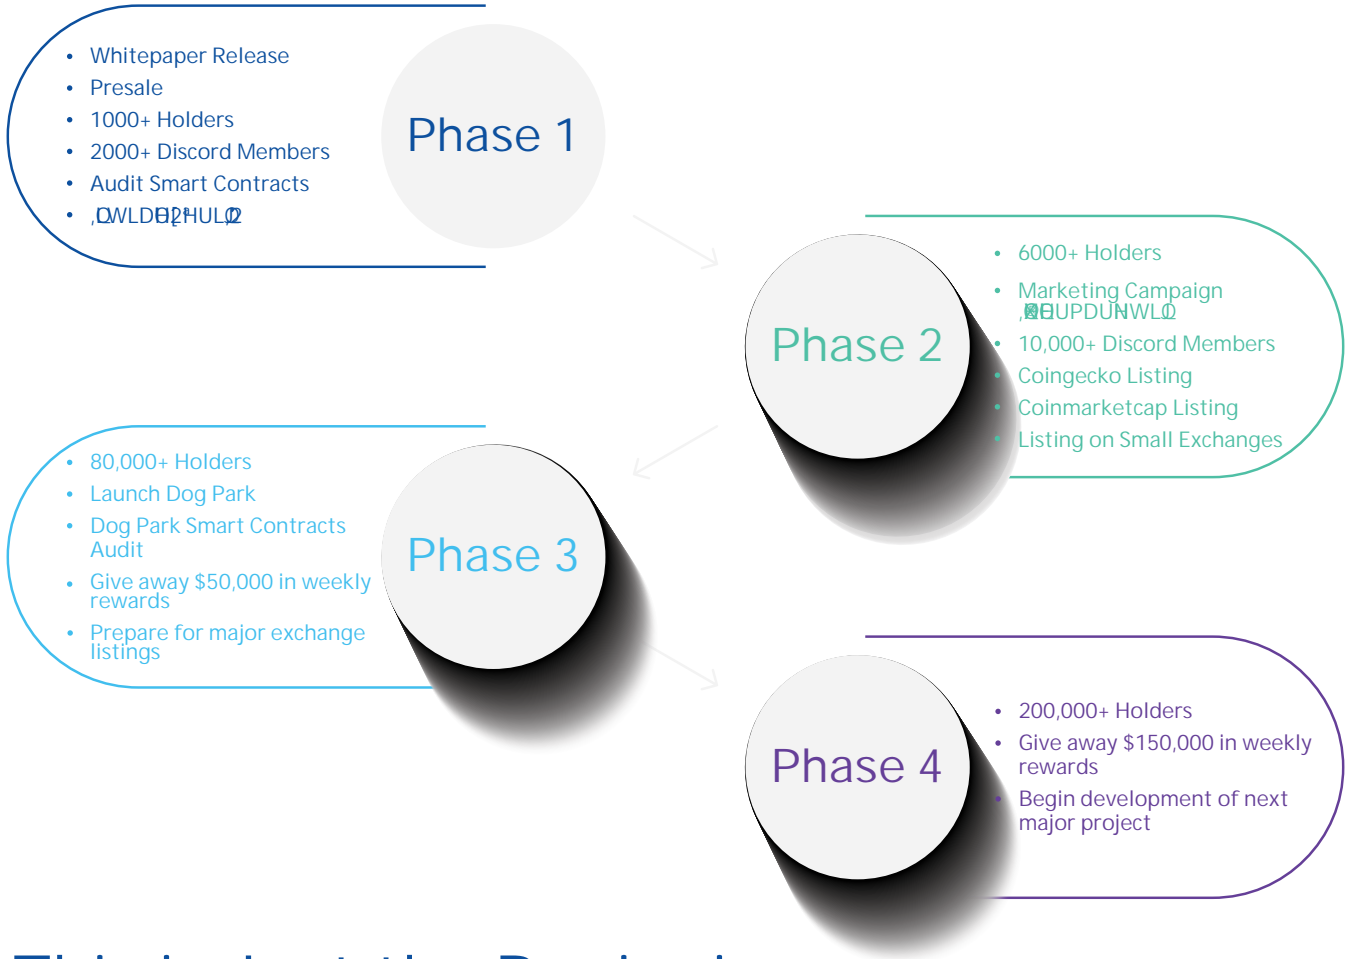 • Whitepaper Release
• Presale
• 1000+ Holders
• 2000+ Discord Members
• Audit Smart Contracts
Phase 1
Phase 2
• 6000+ Holders
• Marketing Campaign
• 10,000+ Discord Members
• Coingecko Listing
• Coinmarketcap Listing
• Listing on Small Exchanges
• 80,000+ Holders
• Launch Dog Park
• Dog Park Smart Contracts
Audit
• Give away $50,000 in weekly
rewards
• Prepare for major exchange
listings
Phase 3
Phase 4
• 200,000+ Holders
• Give away $150,000 in weekly
rewards
• Begin development of next
major project